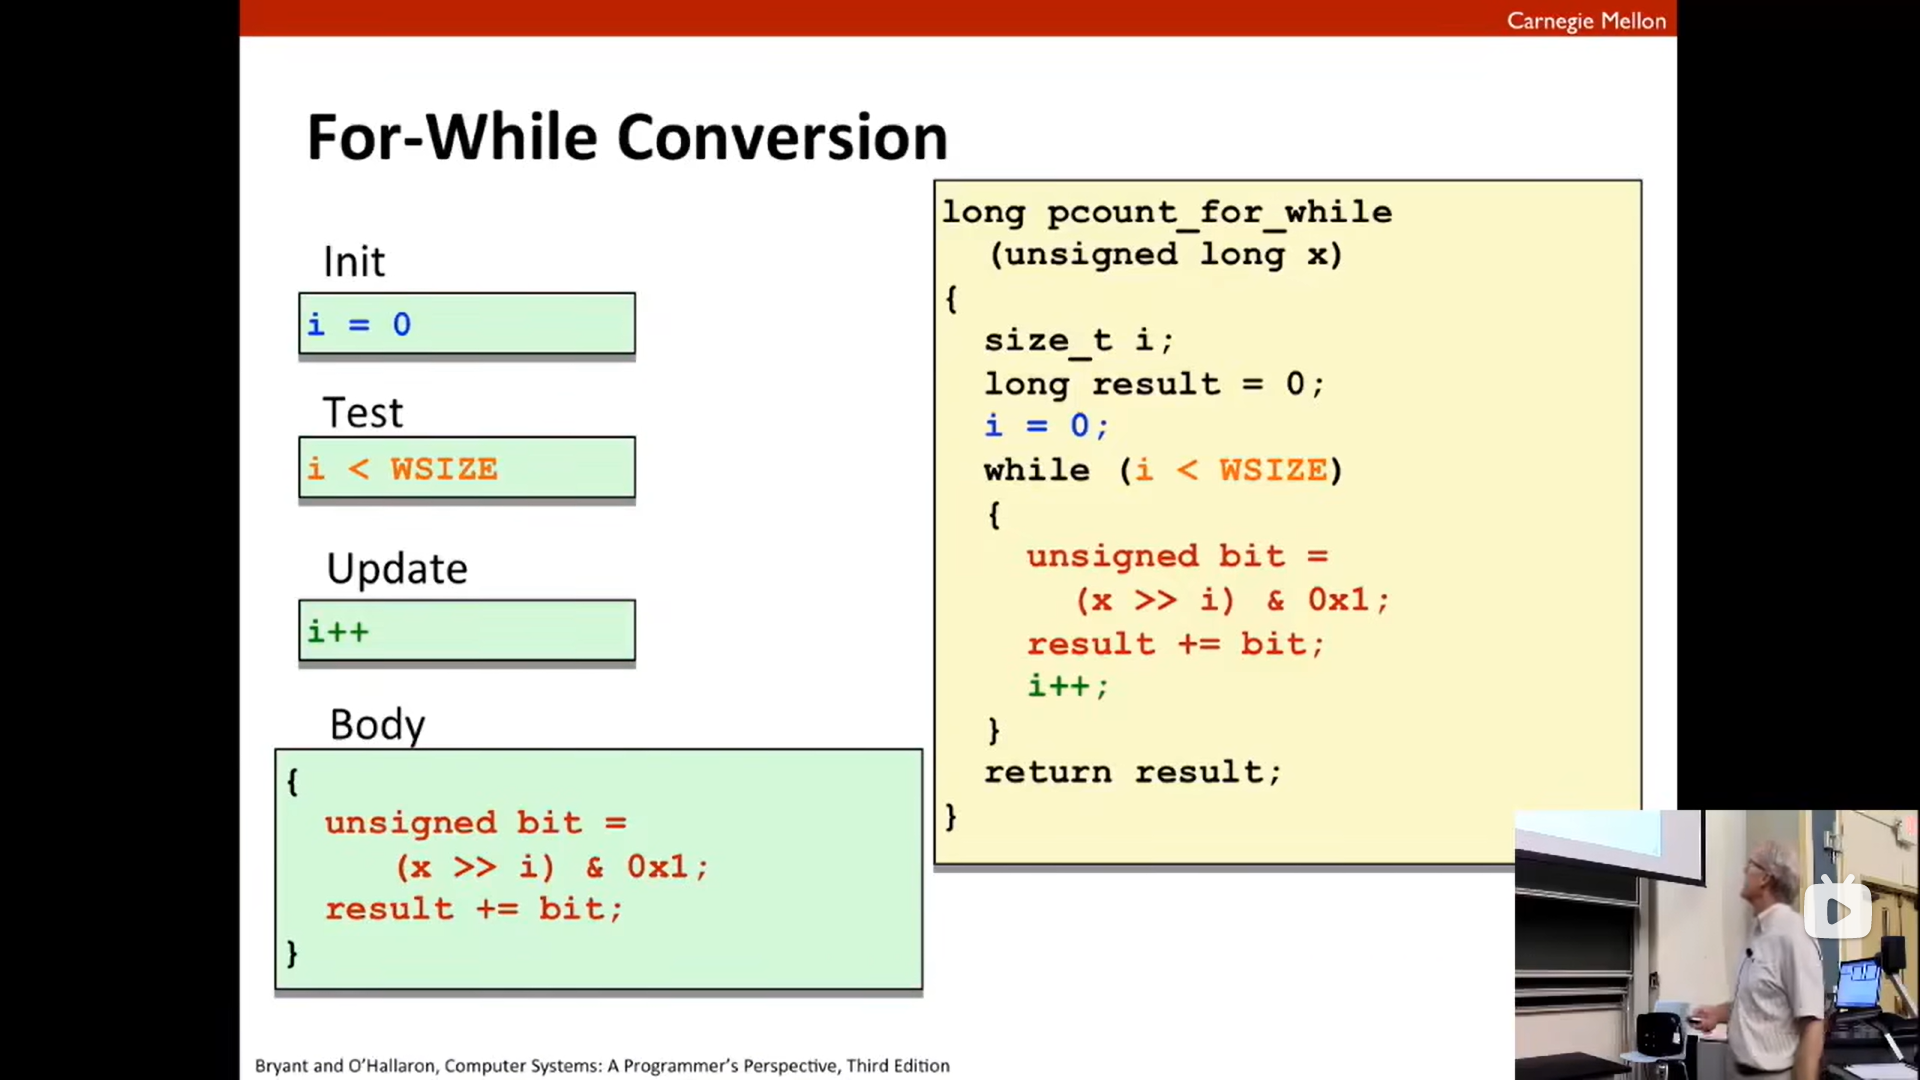 Carnegie Mellon
For-While Conversion
Init
i = 0
Test
i < WSIZE
Update
i++
Body
{
unsigned bit =
(x >> i) & 0x1;
result += bit;
}
long pcount_for_while
(unsigned long x)
{
size_t i;
long result = 0;
i = 0;
while (i < WSIZE)
{
unsigned bit =
(x >> i) & 0x1;
result += bit;
i++;
}
return result;
}
Bryant and O'Hallaron, Computer Systems: A Programmer's Perspective, Third Edition